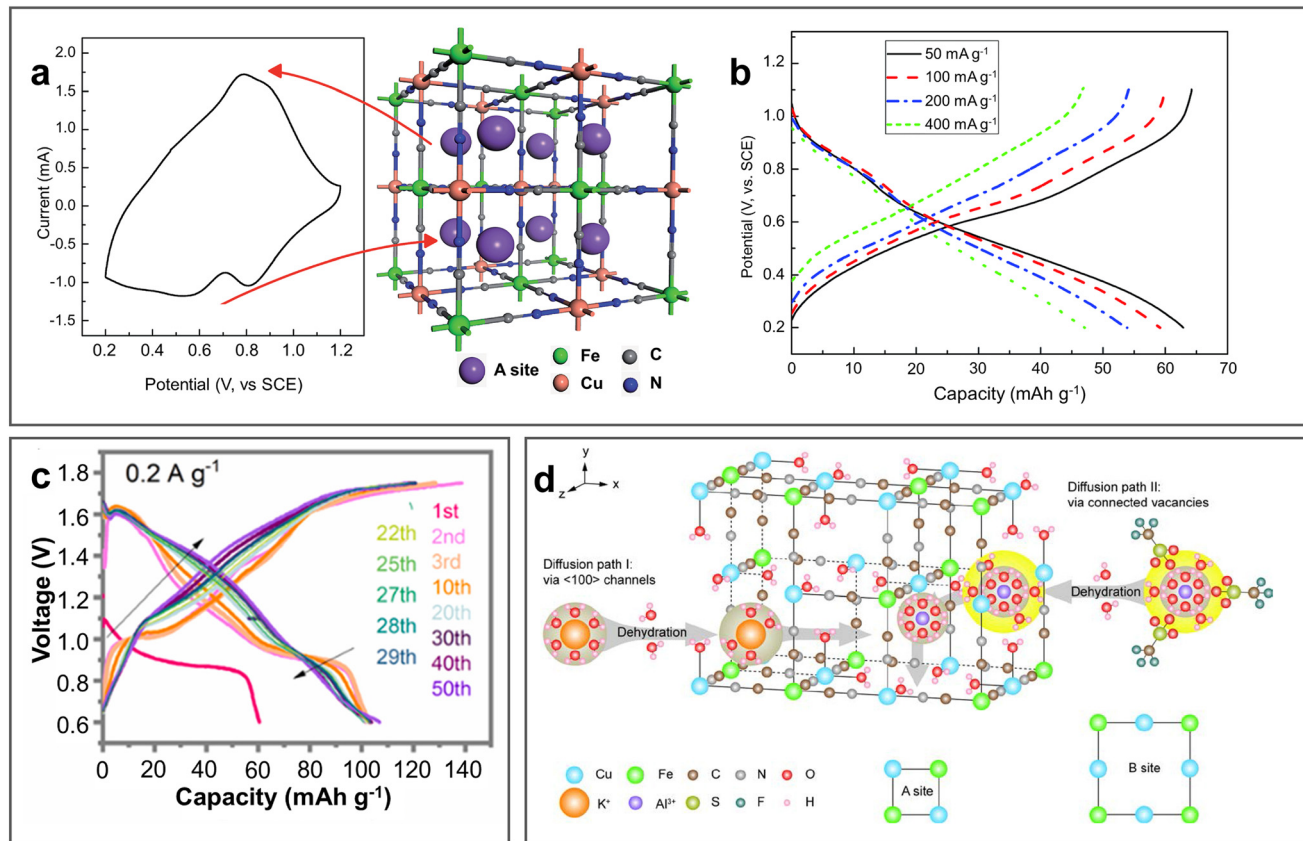 a
2.0
1.5
1.0
0.5
0.0
-0.5
-1.0
-1.5
Current (mA)
0.2 0.4 0.6 0.8 1.0 1.2
Potential (V, vs SCE)
A site
Fe
C
Cu
N
b
50 mA g⁻¹
100 mA g⁻¹
200 mA g⁻¹
400 mA g⁻¹
1.0
0.8
0.6
0.4
0.2
Potential (V, vs. SCE)
0 10 20 30 40 50 60 70
Capacity (mAh g⁻¹)
c
0.2 A g⁻¹
1.8
1.6
1.4
1.2
1.0
0.8
0.6
Voltage (V)
1st
22th 2nd
25th 3rd
27th 10th
28th 20th
29th 30th
40th
50th
0 20 40 60 80 100 120 140
Capacity (mAh g⁻¹)
d
y
z x
Diffusion path I:
via <100> channels
Dehydration
Diffusion path II:
via connected vacancies
Dehydration
Cu Fe C N O
K⁺ Al³⁺ S F H
A site
B site